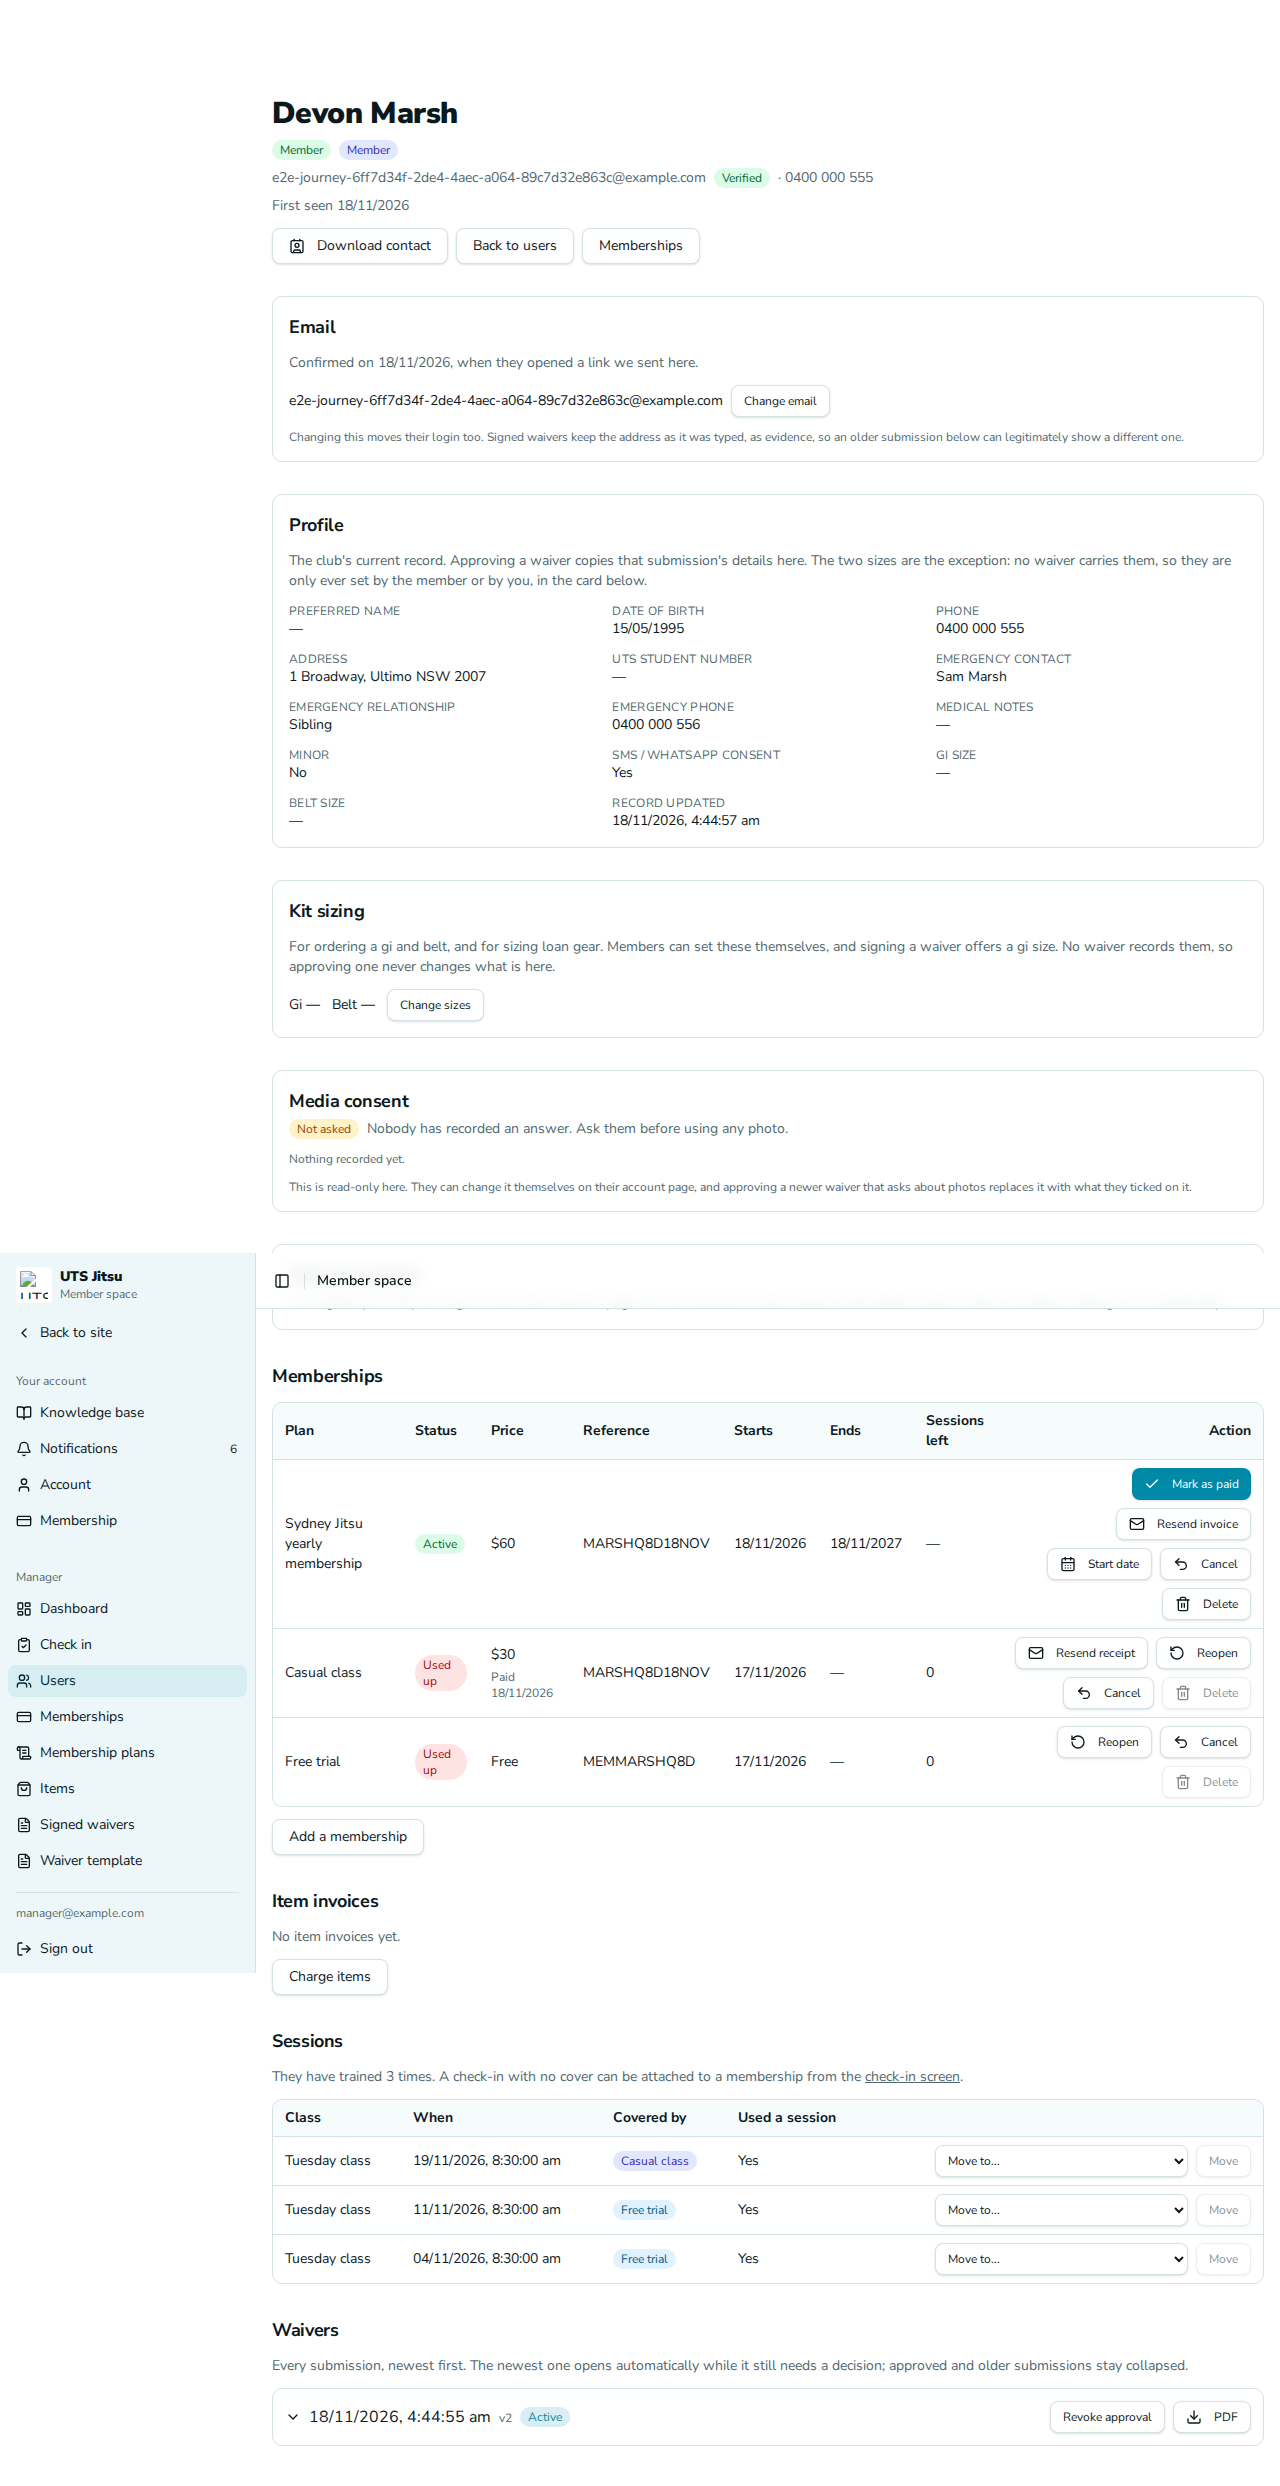 Devon Marsh
Member Member
e2e-journey-6ff7d34f-2de4-4aec-a064-89c7d32e863c@example.com Verified · 0400 000 555
First seen 18/11/2026
Download contact Back to users Memberships
Email
Confirmed on 18/11/2026, when they opened a link we sent here.
e2e-journey-6ff7d34f-2de4-4aec-a064-89c7d32e863c@example.com Change email
Changing this moves their login too. Signed waivers keep the address as it was typed, as evidence, so an older submission below can legitimately show a different one.
Profile
The club's current record. Approving a waiver copies that submission's details here. The two sizes are the exception: no waiver carries them, so they are
only ever set by the member or by you, in the card below.
PREFERRED NAME DATE OF BIRTH PHONE
— 15/05/1995 0400 000 555
ADDRESS UTS STUDENT NUMBER EMERGENCY CONTACT
1 Broadway, Ultimo NSW 2007 — Sam Marsh
EMERGENCY RELATIONSHIP EMERGENCY PHONE MEDICAL NOTES
Sibling 0400 000 556 —
MINOR SMS / WHATSAPP CONSENT GI SIZE
No Yes —
BELT SIZE RECORD UPDATED
— 18/11/2026, 4:44:57 am
Kit sizing
For ordering a gi and belt, and for sizing loan gear. Members can set these themselves, and signing a waiver offers a gi size. No waiver records them, so
approving one never changes what is here.
Gi — Belt — Change sizes
Media consent
Not asked Nobody has recorded an answer. Ask them before using any photo.
Nothing recorded yet.
This is read-only here. They can change it themselves on their account page, and approving a newer waiver that asks about photos replaces it with what they ticked on it.
UTS Jitsu
Member space
Back to site
Your account
Knowledge base
Notifications 6
Account
Membership
Manager
Dashboard
Check in
Users
Memberships
Membership plans
Items
Signed waivers
Waiver template
manager@example.com
Sign out
Member space
Memberships
Plan Status Price Reference Starts Ends Sessions left Action
Sydney Jitsu yearly membership Active $60 MARSHQ8D18NOV 18/11/2026 18/11/2027 —
Mark as paid
Resend invoice
Start date Cancel
Delete
Casual class Used up $30 Paid 18/11/2026 MARSHQ8D18NOV 17/11/2026 — 0
Resend receipt Reopen
Cancel Delete
Free trial Used up Free MEMMARSHQ8D 17/11/2026 — 0
Reopen Cancel
Delete
Add a membership
Item invoices
No item invoices yet.
Charge items
Sessions
They have trained 3 times. A check-in with no cover can be attached to a membership from the check-in screen.
Class When Covered by Used a session
Tuesday class 19/11/2026, 8:30:00 am Casual class Yes Move to... Move
Tuesday class 11/11/2026, 8:30:00 am Free trial Yes Move to... Move
Tuesday class 04/11/2026, 8:30:00 am Free trial Yes Move to... Move
Waivers
Every submission, newest first. The newest one opens automatically while it still needs a decision; approved and older submissions stay collapsed.
18/11/2026, 4:44:55 am v2 Active Revoke approval PDF